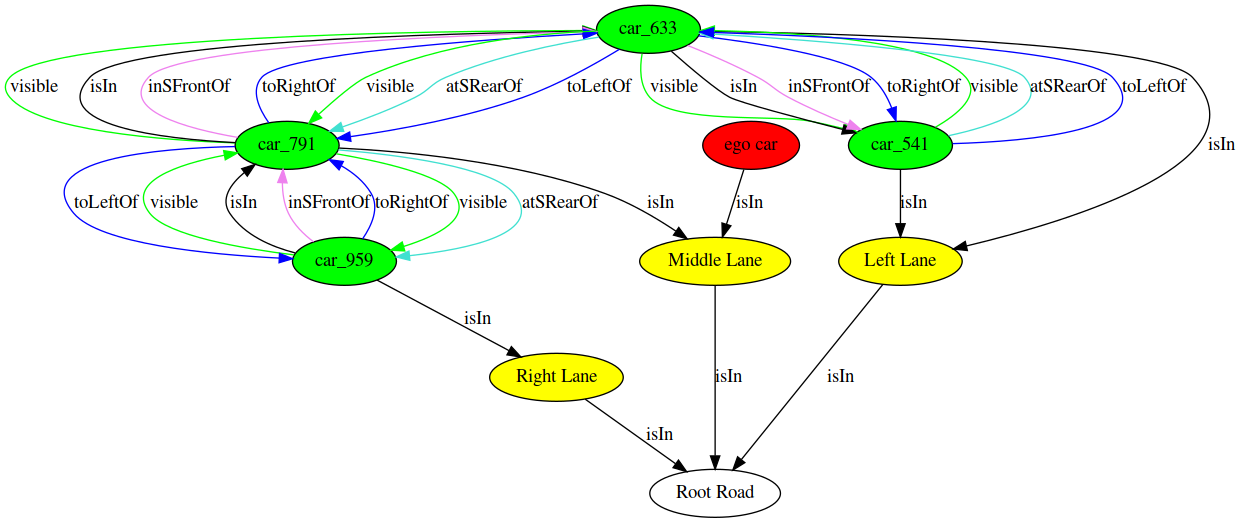 car_633
visible
isIn
inSFrontOf
toRightOf
visible
atSRearOf
toLeftOf
visible
isIn
inSFrontOf
toRightOf
visible
atSRearOf
toLeftOf
car_791
ego car
car_541
isIn
toLeftOf
visible
isIn
inSFrontOf
toRightOf
visible
atSRearOf
isIn
isIn
isIn
car_959
Middle Lane
Left Lane
isIn
Right Lane
isIn
isIn
isIn
Root Road